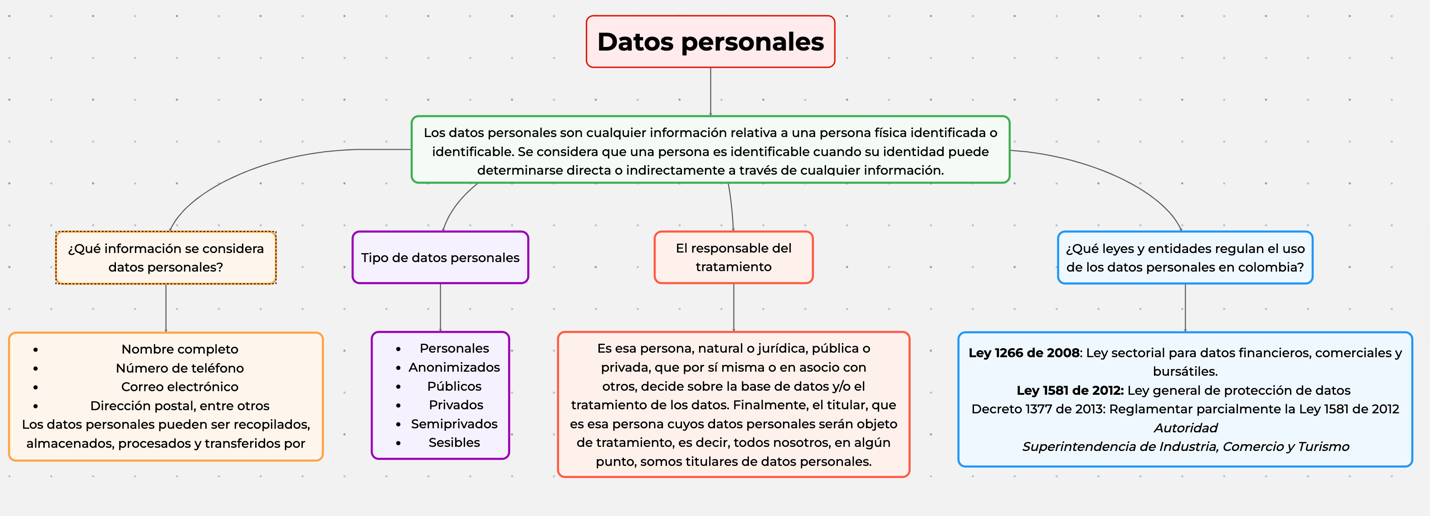 Datos personales
Los datos personales son cualquier información relativa a una persona física identificada o
identificable. Se considera que una persona es identificable cuando su identidad puede
determinarse directa o indirectamente a través de cualquier información.
¿Qué información se considera
datos personales?
Nombre completo
Número de teléfono
Correo electrónico
Dirección postal, entre otros
Los datos personales pueden ser recopilados,
almacenados, procesados y transferidos por
Tipo de datos personales
Personales
Anonimizados
Públicos
Privados
Semiprivados
Sesibles
El responsable del
tratamiento
Es esa persona, natural o jurídica, pública o
privada, que por sí misma o en asocio con
otros, decide sobre la base de datos y/o el
tratamiento de los datos. Finalmente, el titular, que
es esa persona cuyos datos personales serán objeto
de tratamiento, es decir, todos nosotros, en algún
punto, somos titulares de datos personales.
¿Qué leyes y entidades regulan el uso
de los datos personales en colombia?
Ley 1266 de 2008: Ley sectorial para datos financieros, comerciales y
bursátiles.
Ley 1581 de 2012: Ley general de protección de datos
Decreto 1377 de 2013: Reglamentar parcialmente la Ley 1581 de 2012
Autoridad
Superintendencia de Industria, Comercio y Turismo